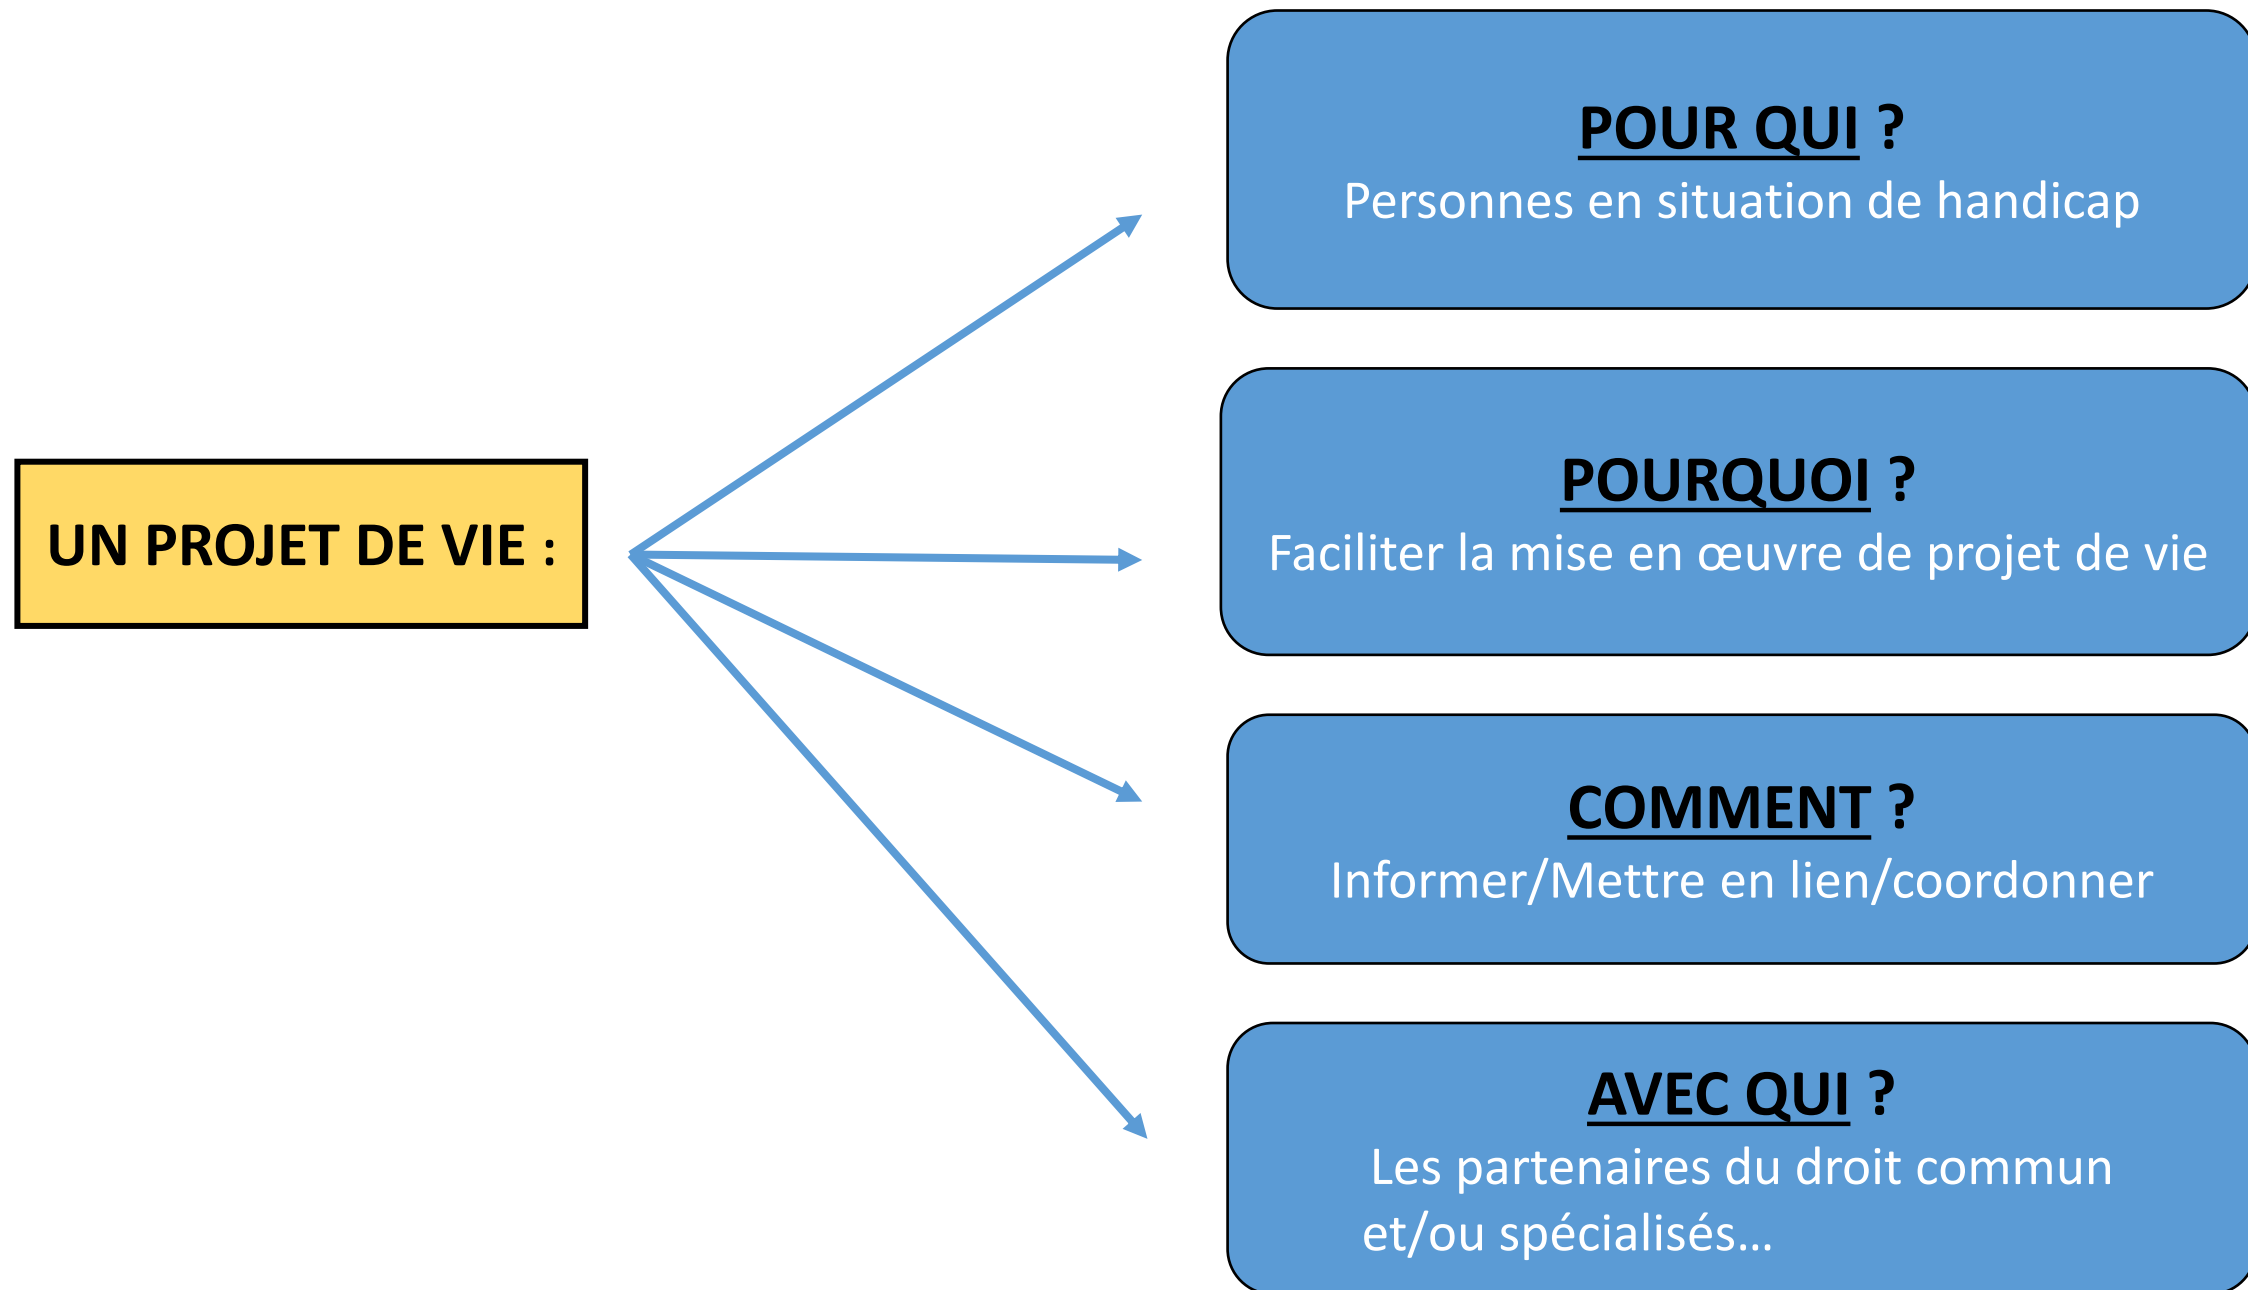 UN PROJET DE VIE :
POUR QUI ?
Personnes en situation de handicap
POURQUOI ?
Faciliter la mise en œuvre de projet de vie
COMMENT ?
Informer/Mettre en lien/coordonner
AVEC QUI ?
Les partenaires du droit commun
et/ou spécialisés…